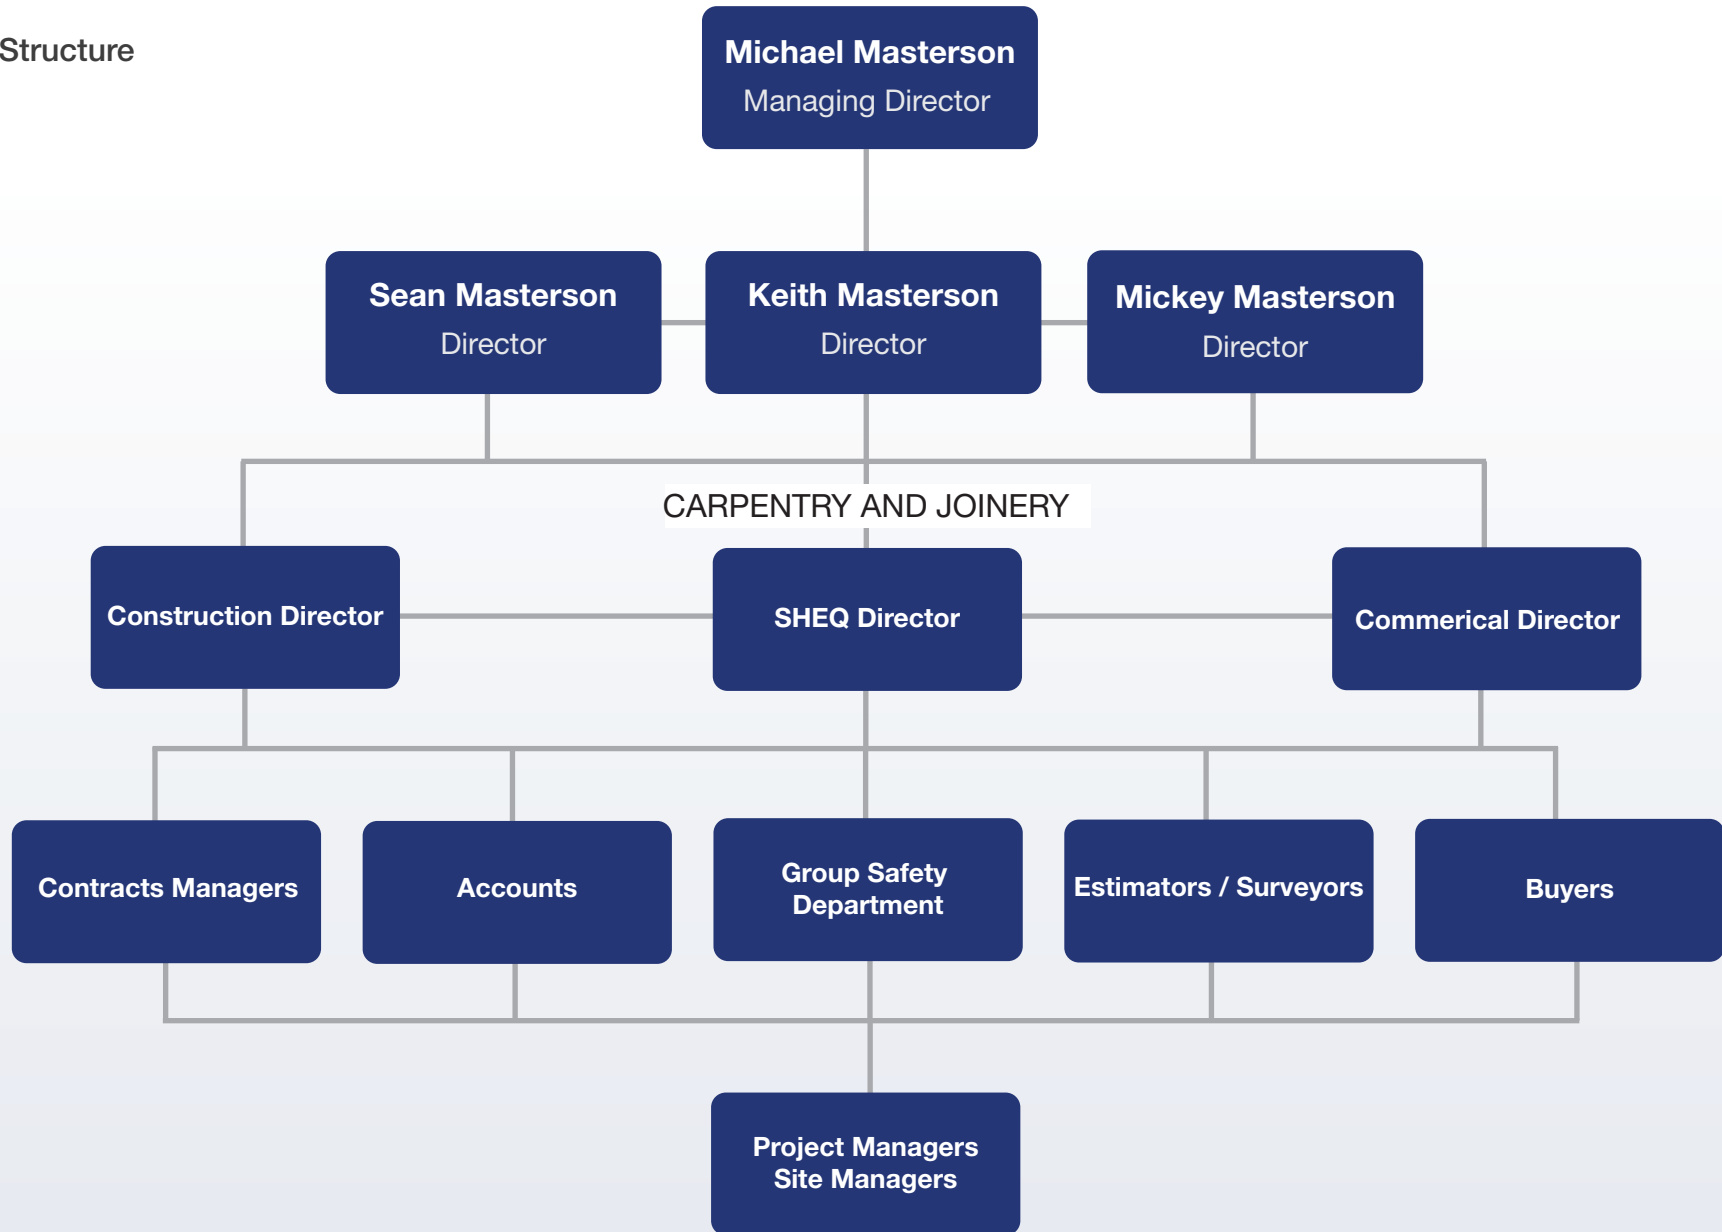 Structure
Michael Masterson
Managing Director
Sean Masterson
Director
Keith Masterson
Director
Mickey Masterson
Director
CARPENTRY AND JOINERY
Construction Director
SHEQ Director
Commerical Director
Contracts Managers
Accounts
Group Safety
Department
Estimators / Surveyors
Buyers
Project Managers
Site Managers